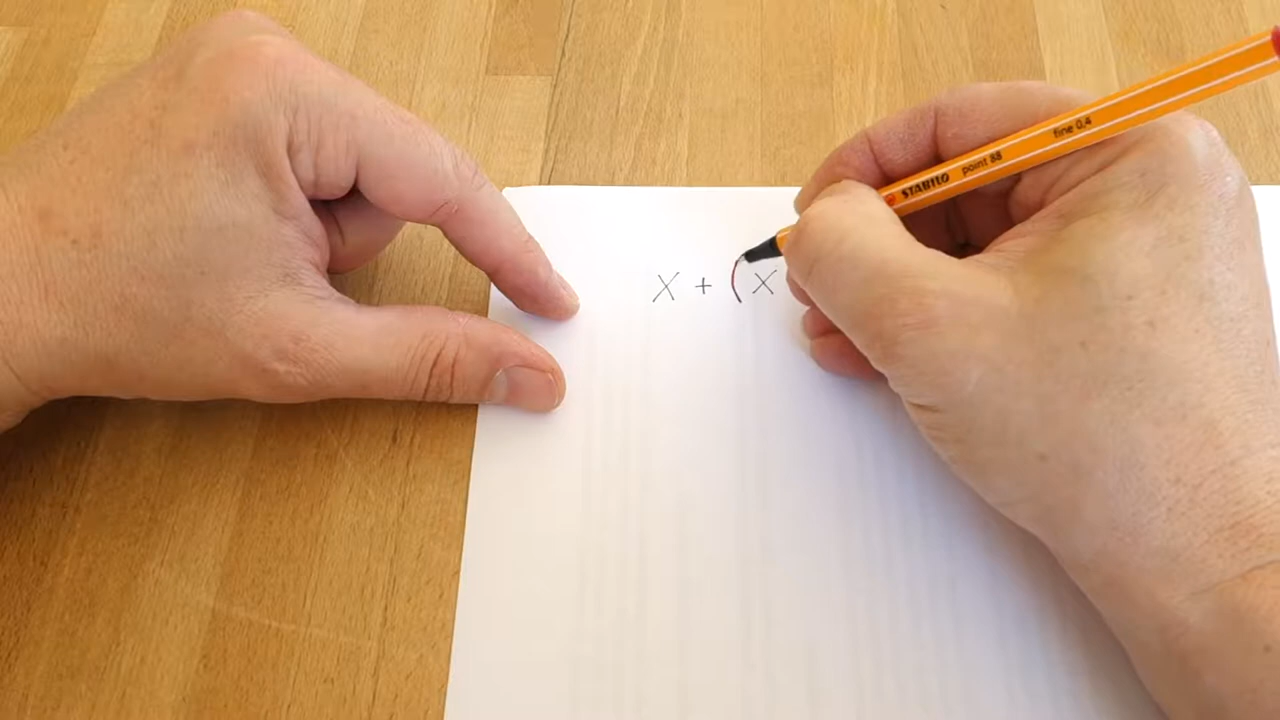 X + ( X
STABILO point 88 fine 0,4